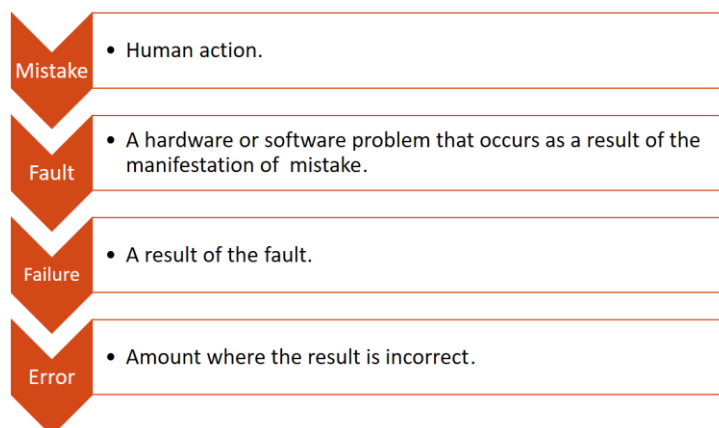 Mistake
• Human action.
Fault
• A hardware or software problem that occurs as a result of the
manifestation of mistake.
Failure
• A result of the fault.
Error
• Amount where the result is incorrect.